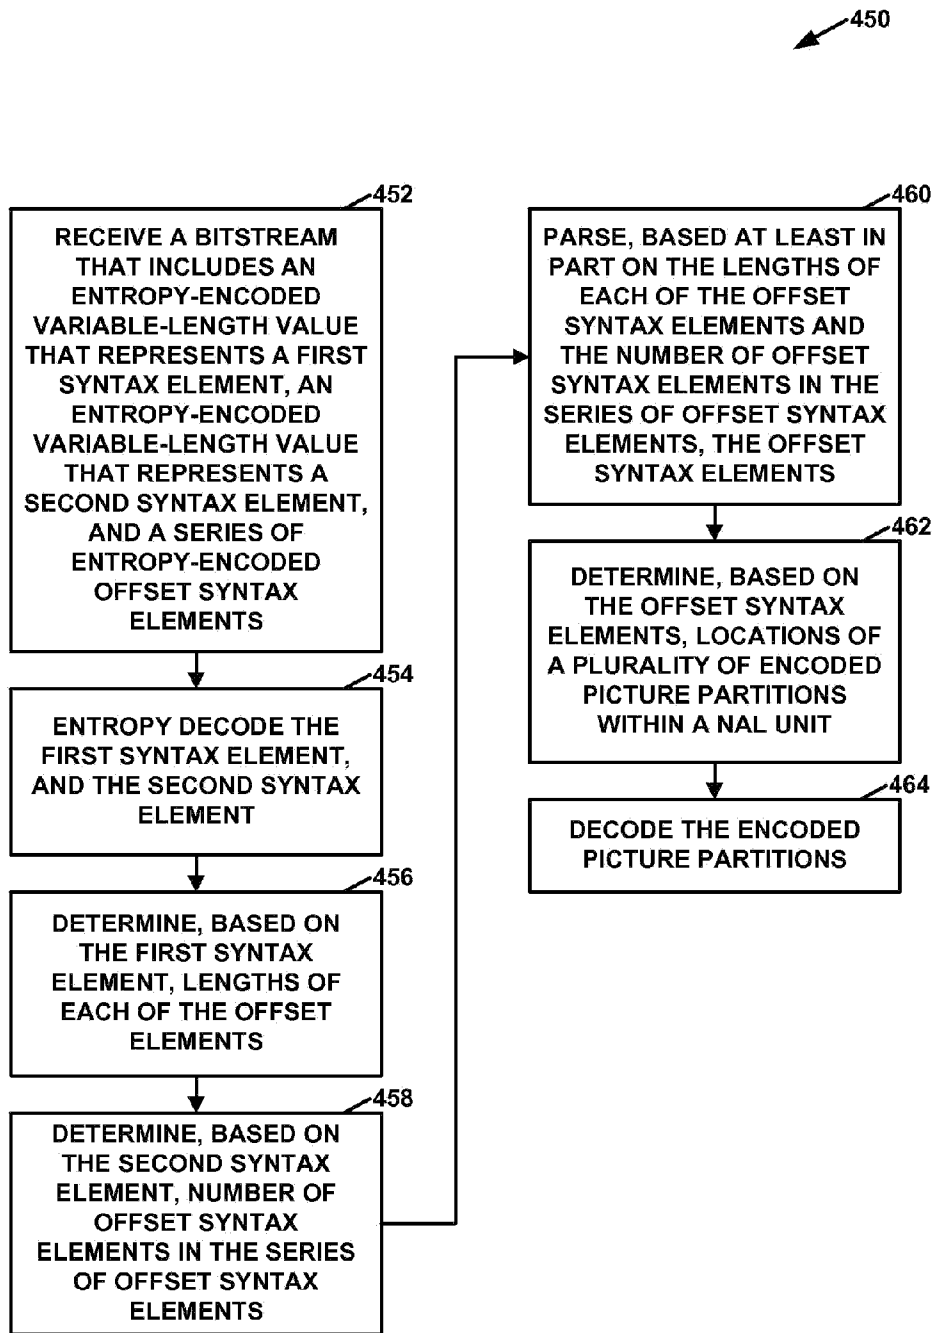 450
452
RECEIVE A BITSTREAM
THAT INCLUDES AN
ENTROPY-ENCODED
VARIABLE-LENGTH VALUE
THAT REPRESENTS A FIRST
SYNTAX ELEMENT, AN
ENTROPY-ENCODED
VARIABLE-LENGTH VALUE
THAT REPRESENTS A
SECOND SYNTAX ELEMENT,
AND A SERIES OF
ENTROPY-ENCODED
OFFSET SYNTAX
ELEMENTS
454
ENTROPY DECODE THE
FIRST SYNTAX ELEMENT,
AND THE SECOND SYNTAX
ELEMENT
456
DETERMINE, BASED ON
THE FIRST SYNTAX
ELEMENT, LENGTHS OF
EACH OF THE OFFSET
ELEMENTS
458
DETERMINE, BASED ON
THE SECOND SYNTAX
ELEMENT, NUMBER OF
OFFSET SYNTAX
ELEMENTS IN THE SERIES
OF OFFSET SYNTAX
ELEMENTS
460
PARSE, BASED AT LEAST IN
PART ON THE LENGTHS OF
EACH OF THE OFFSET
SYNTAX ELEMENTS AND
THE NUMBER OF OFFSET
SYNTAX ELEMENTS IN THE
SERIES OF OFFSET SYNTAX
ELEMENTS, THE OFFSET
SYNTAX ELEMENTS
462
DETERMINE, BASED ON
THE OFFSET SYNTAX
ELEMENTS, LOCATIONS OF
A PLURALITY OF ENCODED
PICTURE PARTITIONS
WITHIN A NAL UNIT
464
DECODE THE ENCODED
PICTURE PARTITIONS